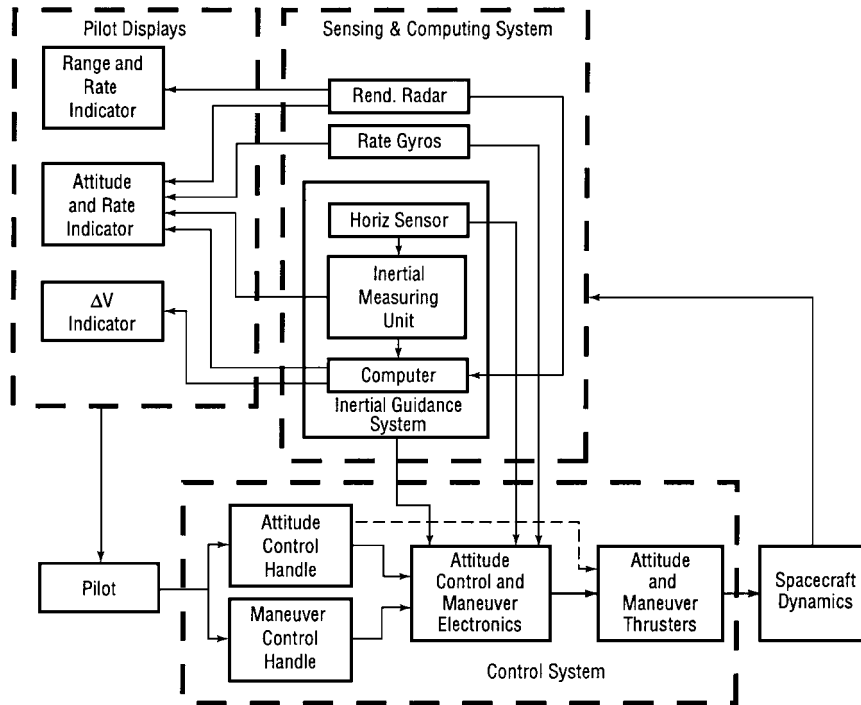 Pilot Displays
Range and
Rate
Indicator
Attitude
and Rate
Indicator
ΔV
Indicator
Sensing & Computing System
Rend. Radar
Rate Gyros
Horiz Sensor
Inertial
Measuring
Unit
Computer
Inertial Guidance
System
Pilot
Attitude
Control
Handle
Maneuver
Control
Handle
Attitude
Control and
Maneuver
Electronics
Attitude
and
Maneuver
Thrusters
Control System
Spacecraft
Dynamics